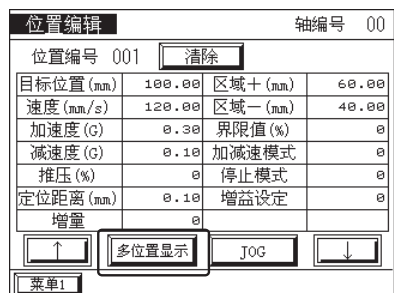 位置编辑 轴编号 00
位置编号 001 清除
目标位置(mm) 100.00 区域+(mm) 60.00
速度(mm/s) 120.00 区域-(mm) 40.00
加速度(G) 0.30 界限值(%) 0
减速度(G) 0.10 加减速模式 0
推压(%) 0 停止模式 0
定位距离(mm) 0.10 增益设定 0
增量 0
↑ 多位置显示 JOG ↓
菜单1